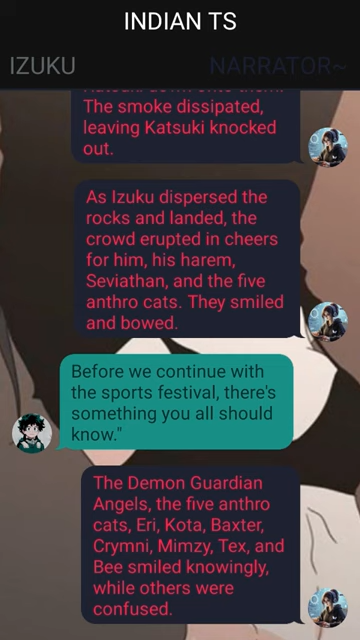 INDIAN TS
IZUKU
NARRATOR~
The smoke dissipated,
leaving Katsuki knocked
out.
As Izuku dispersed the
rocks and landed, the
crowd erupted in cheers
for him, his harem,
Seviathan, and the five
anthro cats. They smiled
and bowed.
Before we continue with
the sports festival, there's
something you all should
know."
The Demon Guardian
Angels, the five anthro
cats, Eri, Kota, Baxter,
Crymni, Mimzy, Tex, and
Bee smiled knowingly,
while others were
confused.